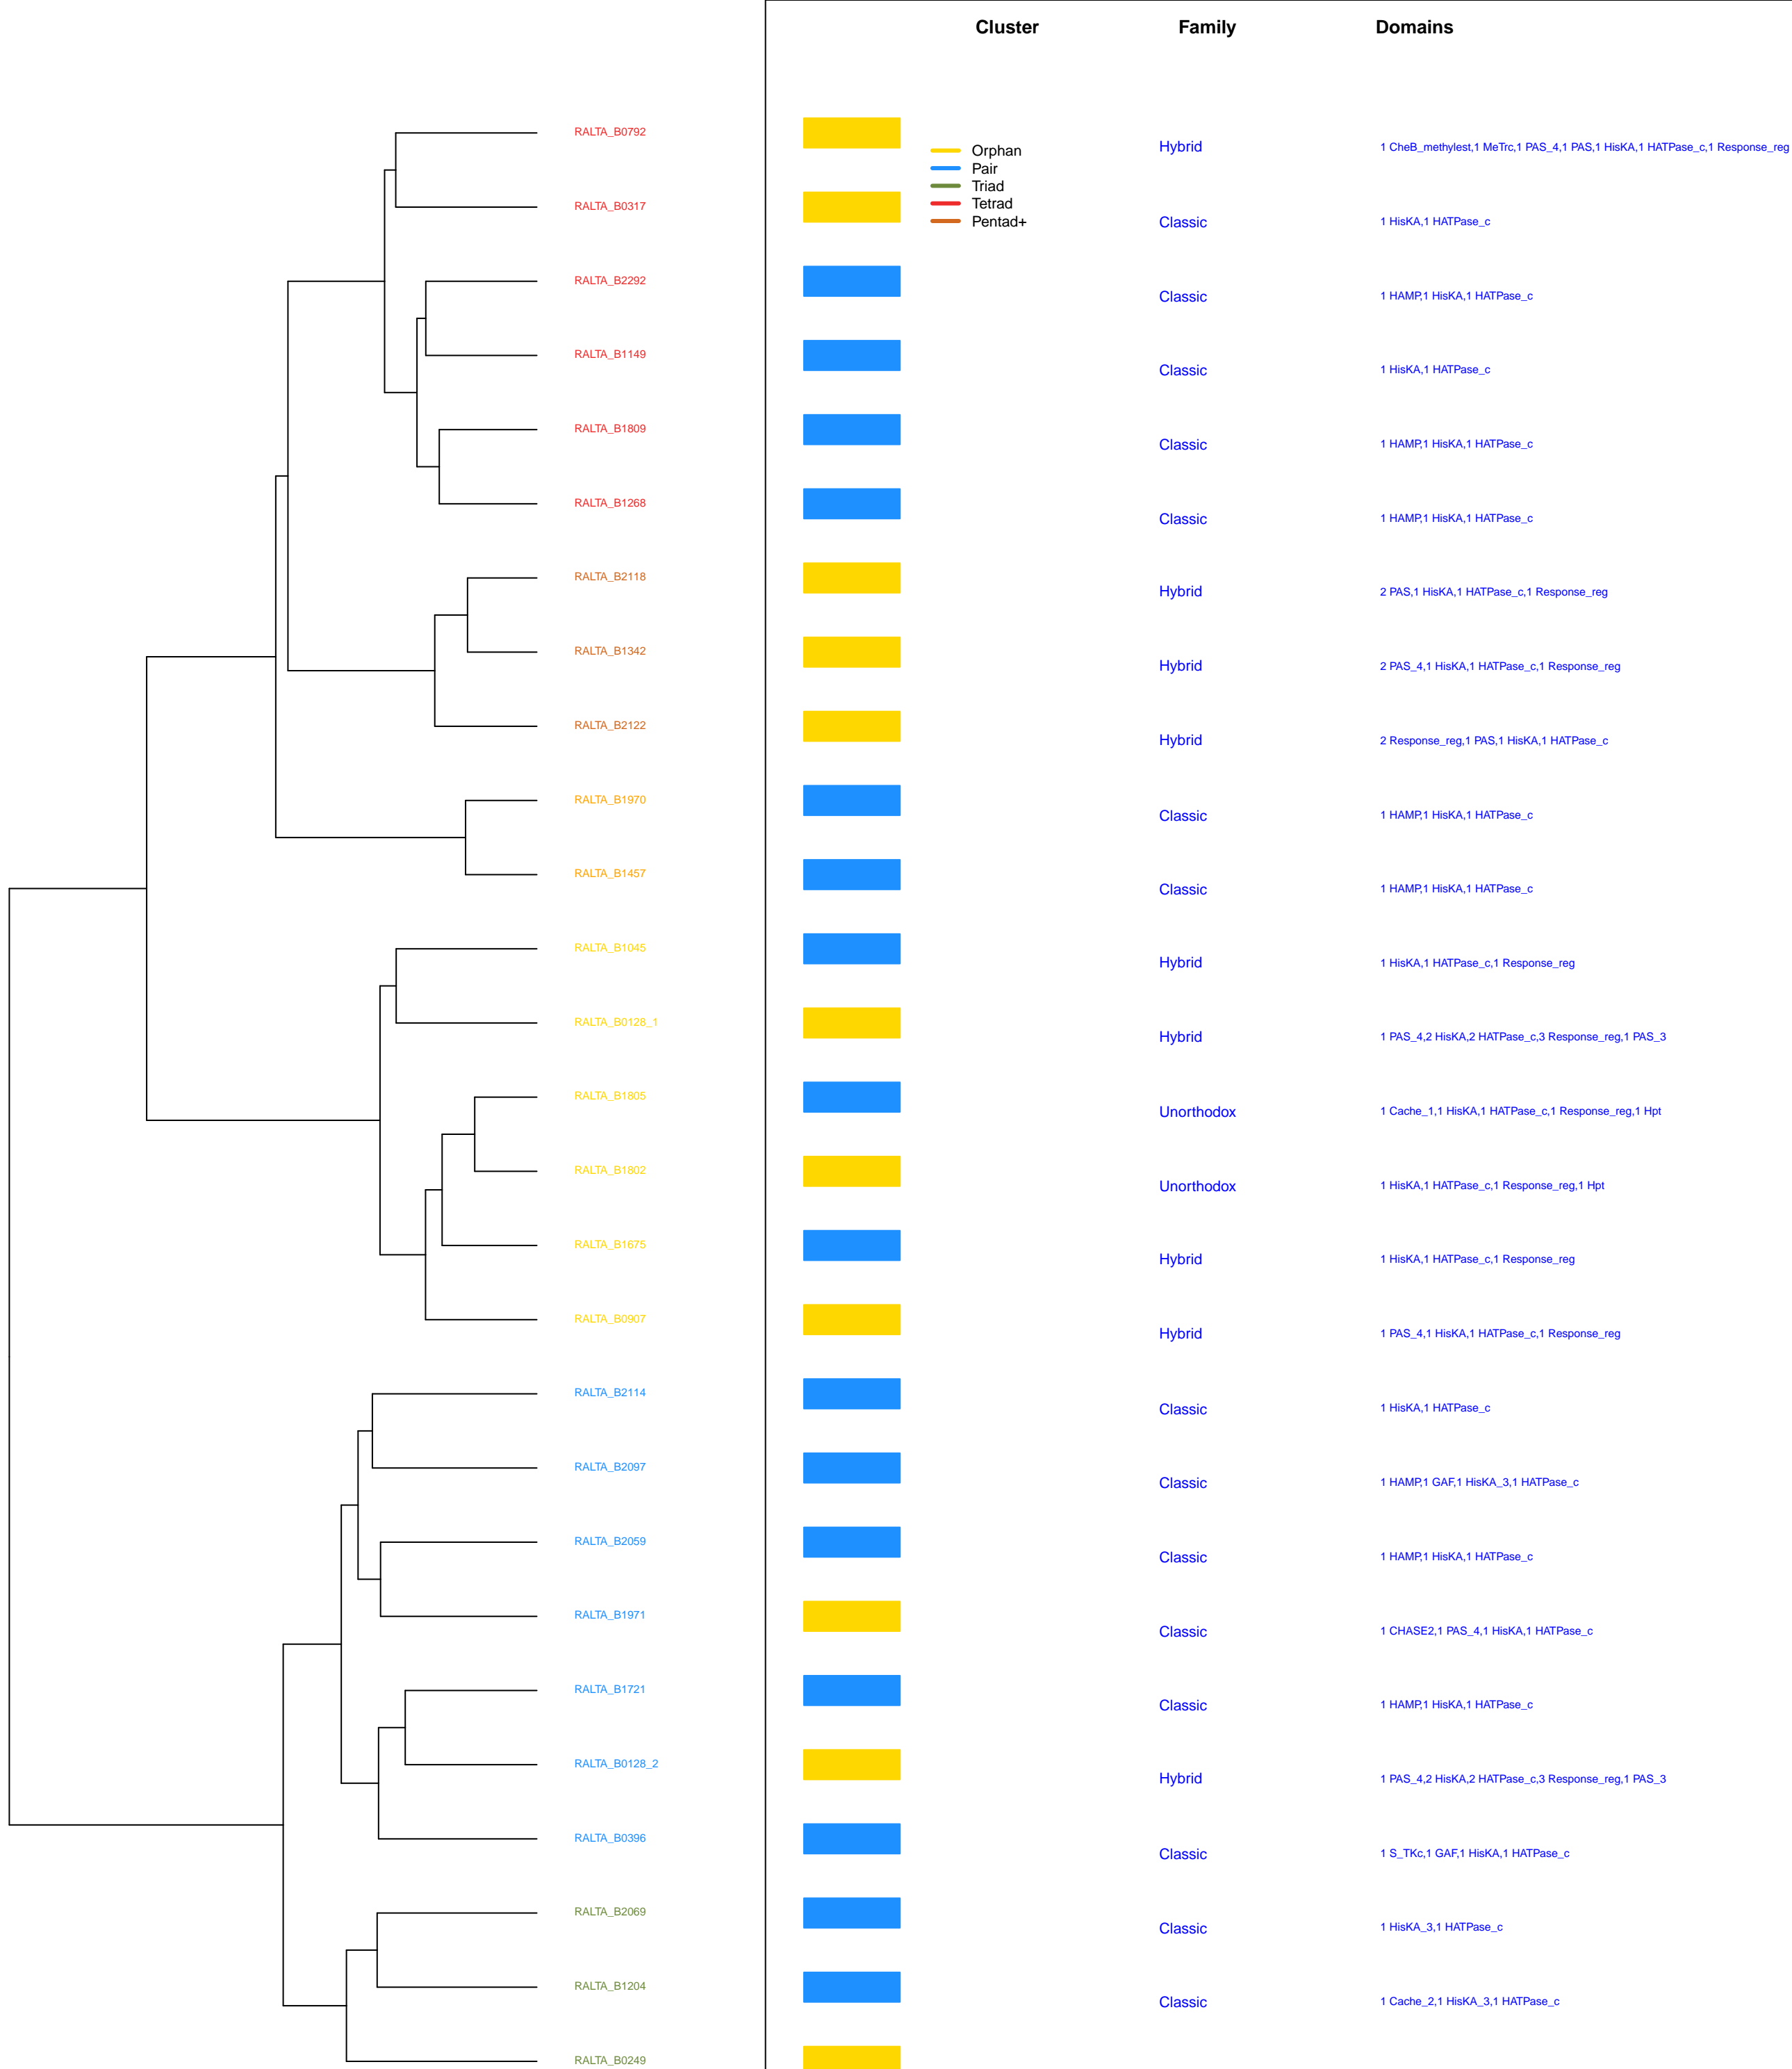 Cluster Family Domains
RALTA_B0792 Hybrid 1 CheB_methylest,1 MeTrc,1 PAS_4,1 PAS,1 HisKA,1 HATPase_c,1 Response_reg
Orphan
Pair
Triad
Tetrad
Pentad+
RALTA_B0317 Classic 1 HisKA,1 HATPase_c
RALTA_B2292 Classic 1 HAMP,1 HisKA,1 HATPase_c
RALTA_B1149 Classic 1 HisKA,1 HATPase_c
RALTA_B1809 Classic 1 HAMP,1 HisKA,1 HATPase_c
RALTA_B1268 Classic 1 HAMP,1 HisKA,1 HATPase_c
RALTA_B2118 Hybrid 2 PAS,1 HisKA,1 HATPase_c,1 Response_reg
RALTA_B1342 Hybrid 2 PAS_4,1 HisKA,1 HATPase_c,1 Response_reg
RALTA_B2122 Hybrid 2 Response_reg,1 PAS,1 HisKA,1 HATPase_c
RALTA_B1970 Classic 1 HAMP,1 HisKA,1 HATPase_c
RALTA_B1457 Classic 1 HAMP,1 HisKA,1 HATPase_c
RALTA_B1045 Hybrid 1 HisKA,1 HATPase_c,1 Response_reg
RALTA_B0128_1 Hybrid 1 PAS_4,2 HisKA,2 HATPase_c,3 Response_reg,1 PAS_3
RALTA_B1805 Unorthodox 1 Cache_1,1 HisKA,1 HATPase_c,1 Response_reg,1 Hpt
RALTA_B1802 Unorthodox 1 HisKA,1 HATPase_c,1 Response_reg,1 Hpt
RALTA_B1675 Hybrid 1 HisKA,1 HATPase_c,1 Response_reg
RALTA_B0907 Hybrid 1 PAS_4,1 HisKA,1 HATPase_c,1 Response_reg
RALTA_B2114 Classic 1 HisKA,1 HATPase_c
RALTA_B2097 Classic 1 HAMP,1 GAF,1 HisKA_3,1 HATPase_c
RALTA_B2059 Classic 1 HAMP,1 HisKA,1 HATPase_c
RALTA_B1971 Classic 1 CHASE2,1 PAS_4,1 HisKA,1 HATPase_c
RALTA_B1721 Classic 1 HAMP,1 HisKA,1 HATPase_c
RALTA_B0128_2 Hybrid 1 PAS_4,2 HisKA,2 HATPase_c,3 Response_reg,1 PAS_3
RALTA_B0396 Classic 1 S_TKc,1 GAF,1 HisKA,1 HATPase_c
RALTA_B2069 Classic 1 HisKA_3,1 HATPase_c
RALTA_B1204 Classic 1 Cache_2,1 HisKA_3,1 HATPase_c
RALTA_B0249